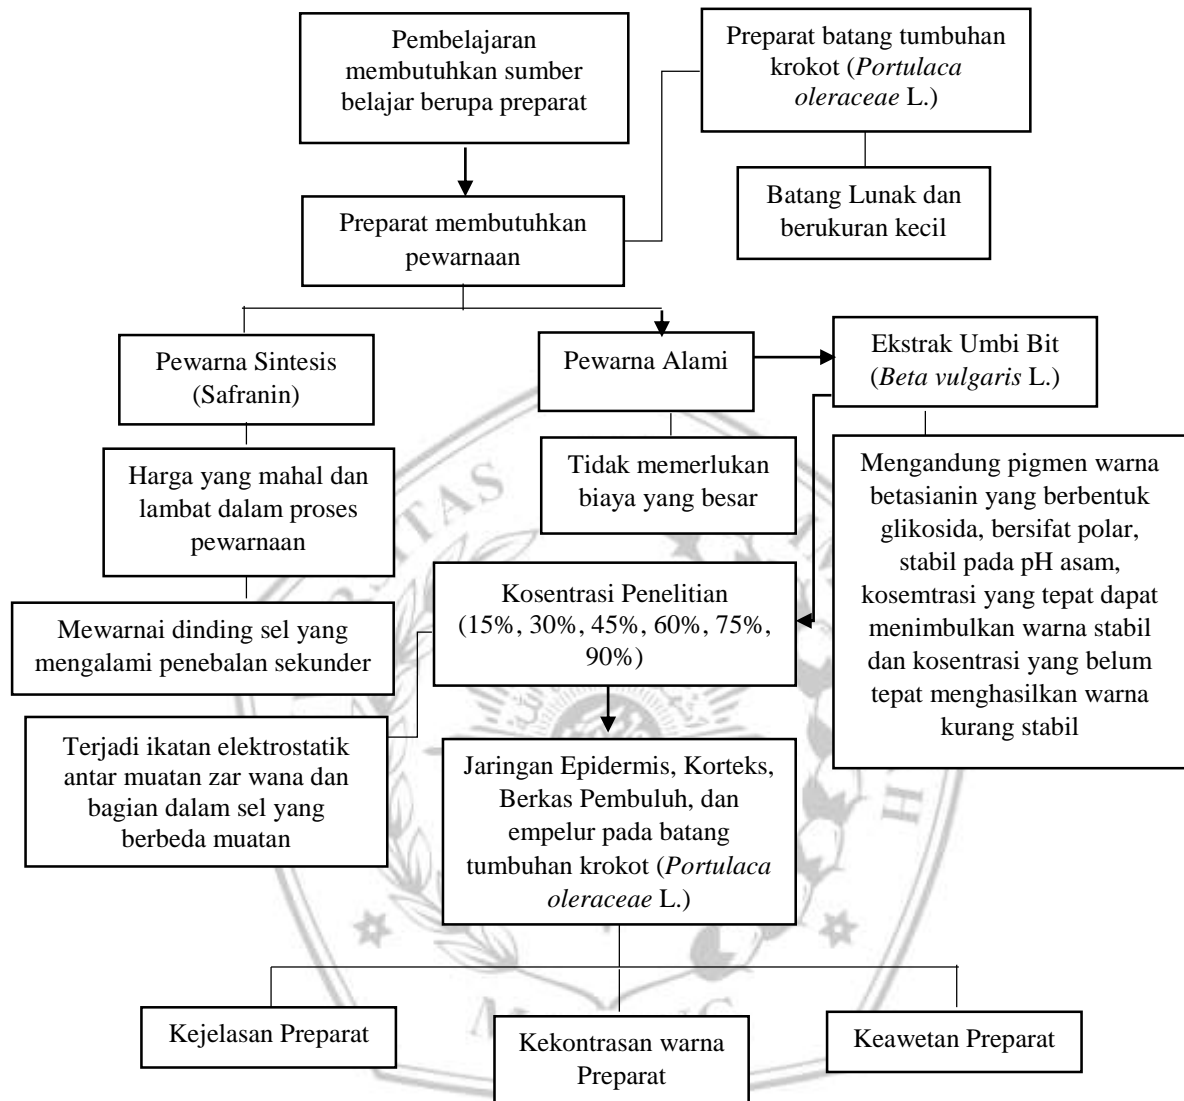 Pembelajaran
membutuhkan sumber
belajar berupa preparat
Preparat batang tumbuhan
krokot (Portulaca
oleraceae L.)
Batang Lunak dan
berukuran kecil
Preparat membutuhkan
pewarnaan
Pewarna Sintesis
(Safranin)
Pewarna Alami
Ekstrak Umbi Bit
(Beta vulgaris L.)
Harga yang mahal dan
lambat dalam proses
pewarnaan
Tidak memerlukan
biaya yang besar
Mengandung pigmen warna
betasianin yang berbentuk
glikosida, bersifat polar,
stabil pada pH asam,
kosemtrasi yang tepat dapat
menimbulkan warna stabil
dan kosentrasi yang belum
tepat menghasilkan warna
kurang stabil
Mewarnai dinding sel yang
mengalami penebalan sekunder
Kosentrasi Penelitian
(15%, 30%, 45%, 60%, 75%,
90%)
Terjadi ikatan elektrostatik
antar muatan zar wana dan
bagian dalam sel yang
berbeda muatan
Jaringan Epidermis, Korteks,
Berkas Pembuluh, dan
empelur pada batang
tumbuhan krokot (Portulaca
oleraceae L.)
Kejelasan Preparat
Kekontrasan warna
Preparat
Keawetan Preparat